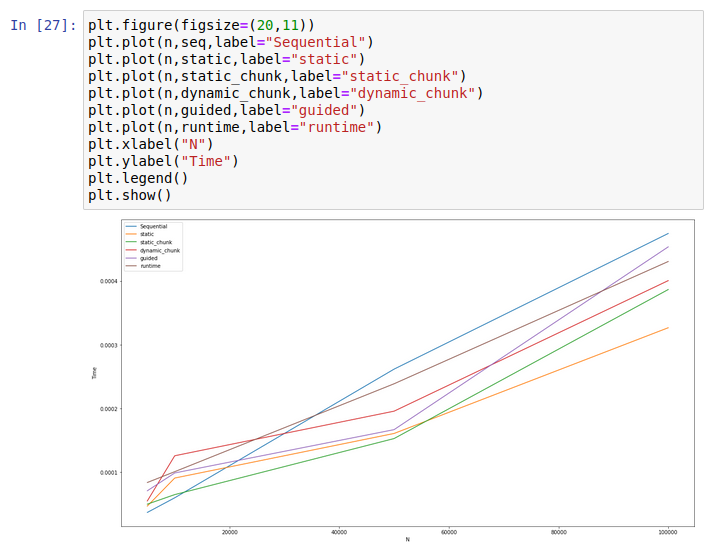 In [27]:
plt.figure(figsize=(20,11))
plt.plot(n,seq,label="Sequential")
plt.plot(n,static,label="static")
plt.plot(n,static_chunk,label="static_chunk")
plt.plot(n,dynamic_chunk,label="dynamic_chunk")
plt.plot(n,guided,label="guided")
plt.plot(n,runtime,label="runtime")
plt.xlabel("N")
plt.ylabel("Time")
plt.legend()
plt.show()
Sequential
static
static_chunk
dynamic_chunk
guided
runtime
0.0004
0.0003
0.0002
0.0001
Time
20000 40000 60000 80000 100000
N